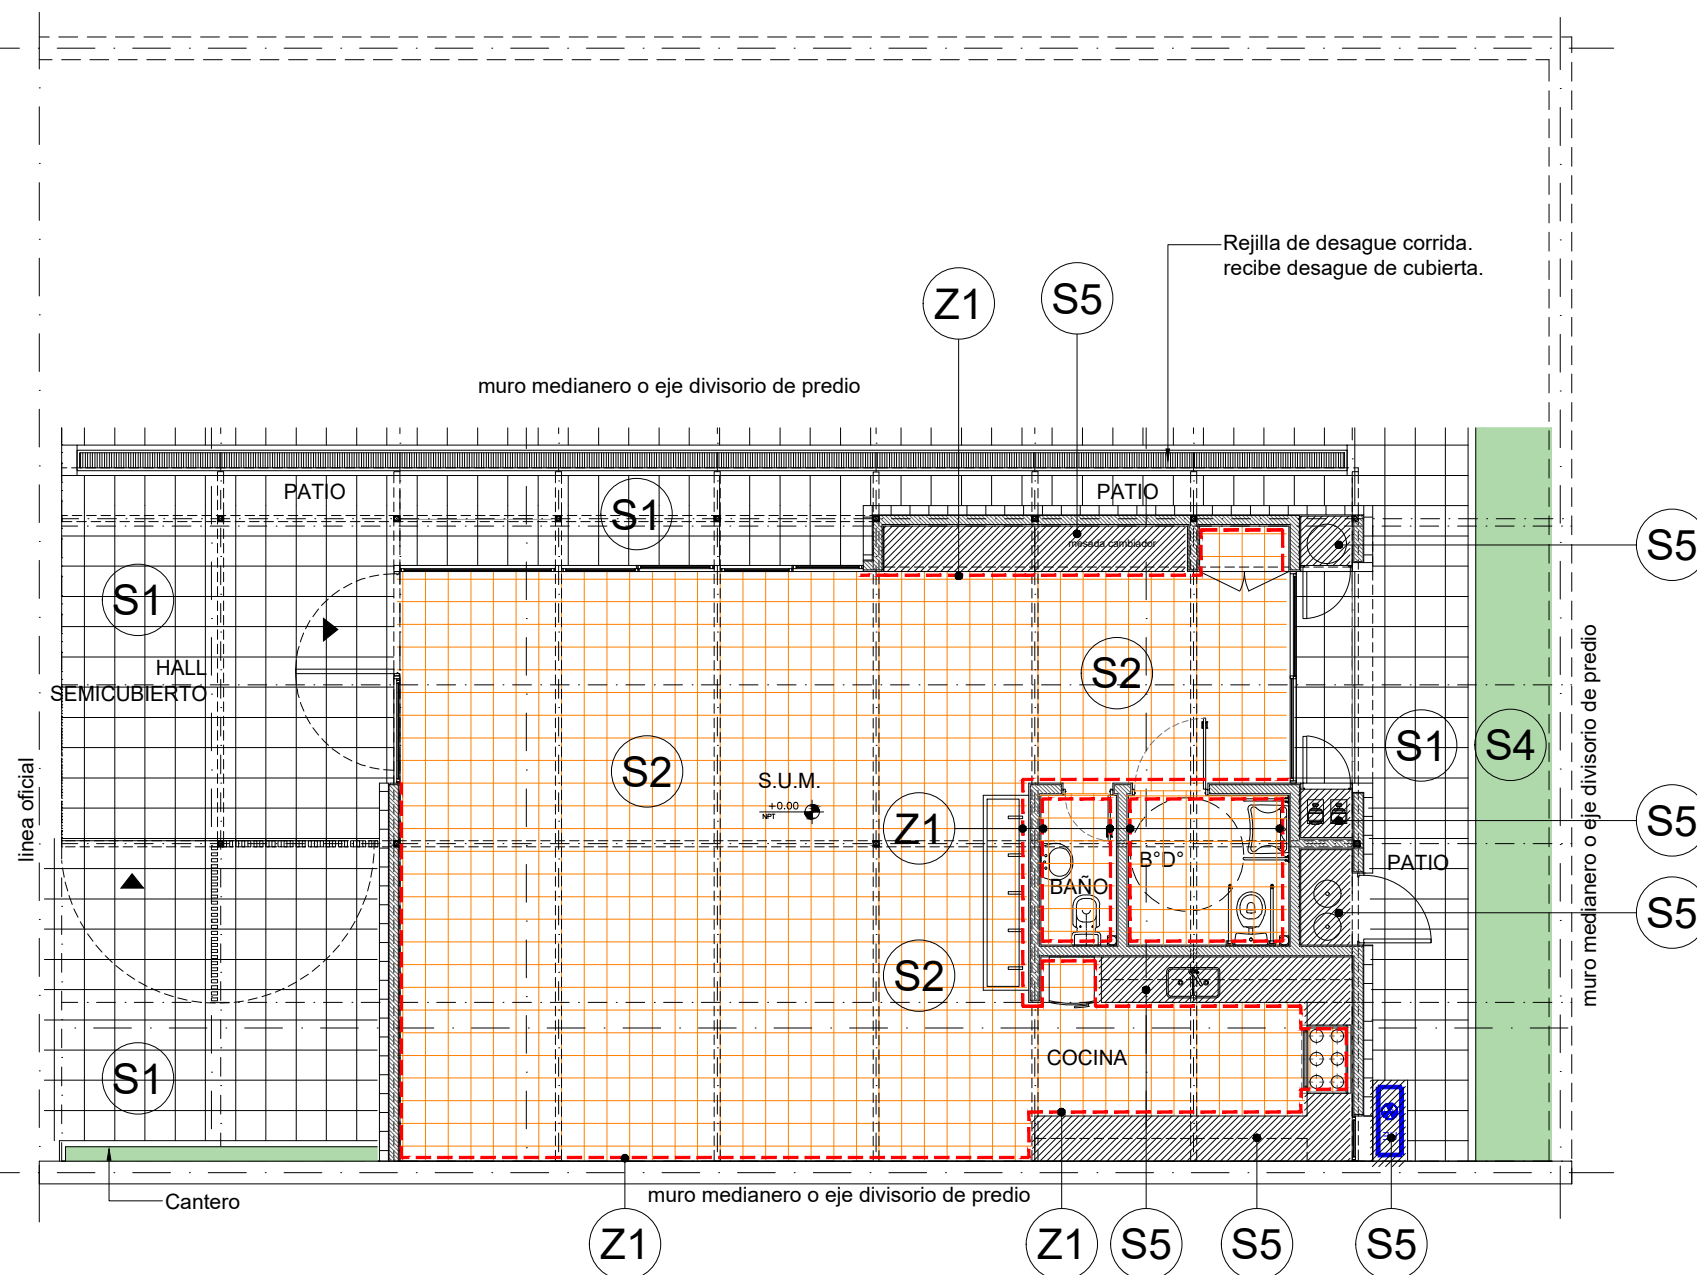 Rejilla de desague corrida.
recibe desague de cubierta.
Z1
S5
muro medianero o eje divisorio de predio
PATIO
S1
PATIO
mesada cambiador
S5
S1
HALL
SEMICUBIERTO
S2
S2
S.U.M.
+0.00
NPT
S1
S4
linea oficial
muro medianero o eje divisorio de predio
Z1
S5
B°D°
BAÑO
PATIO
S5
S2
COCINA
S1
Cantero
muro medianero o eje divisorio de predio
Z1
Z1
S5
S5
S5